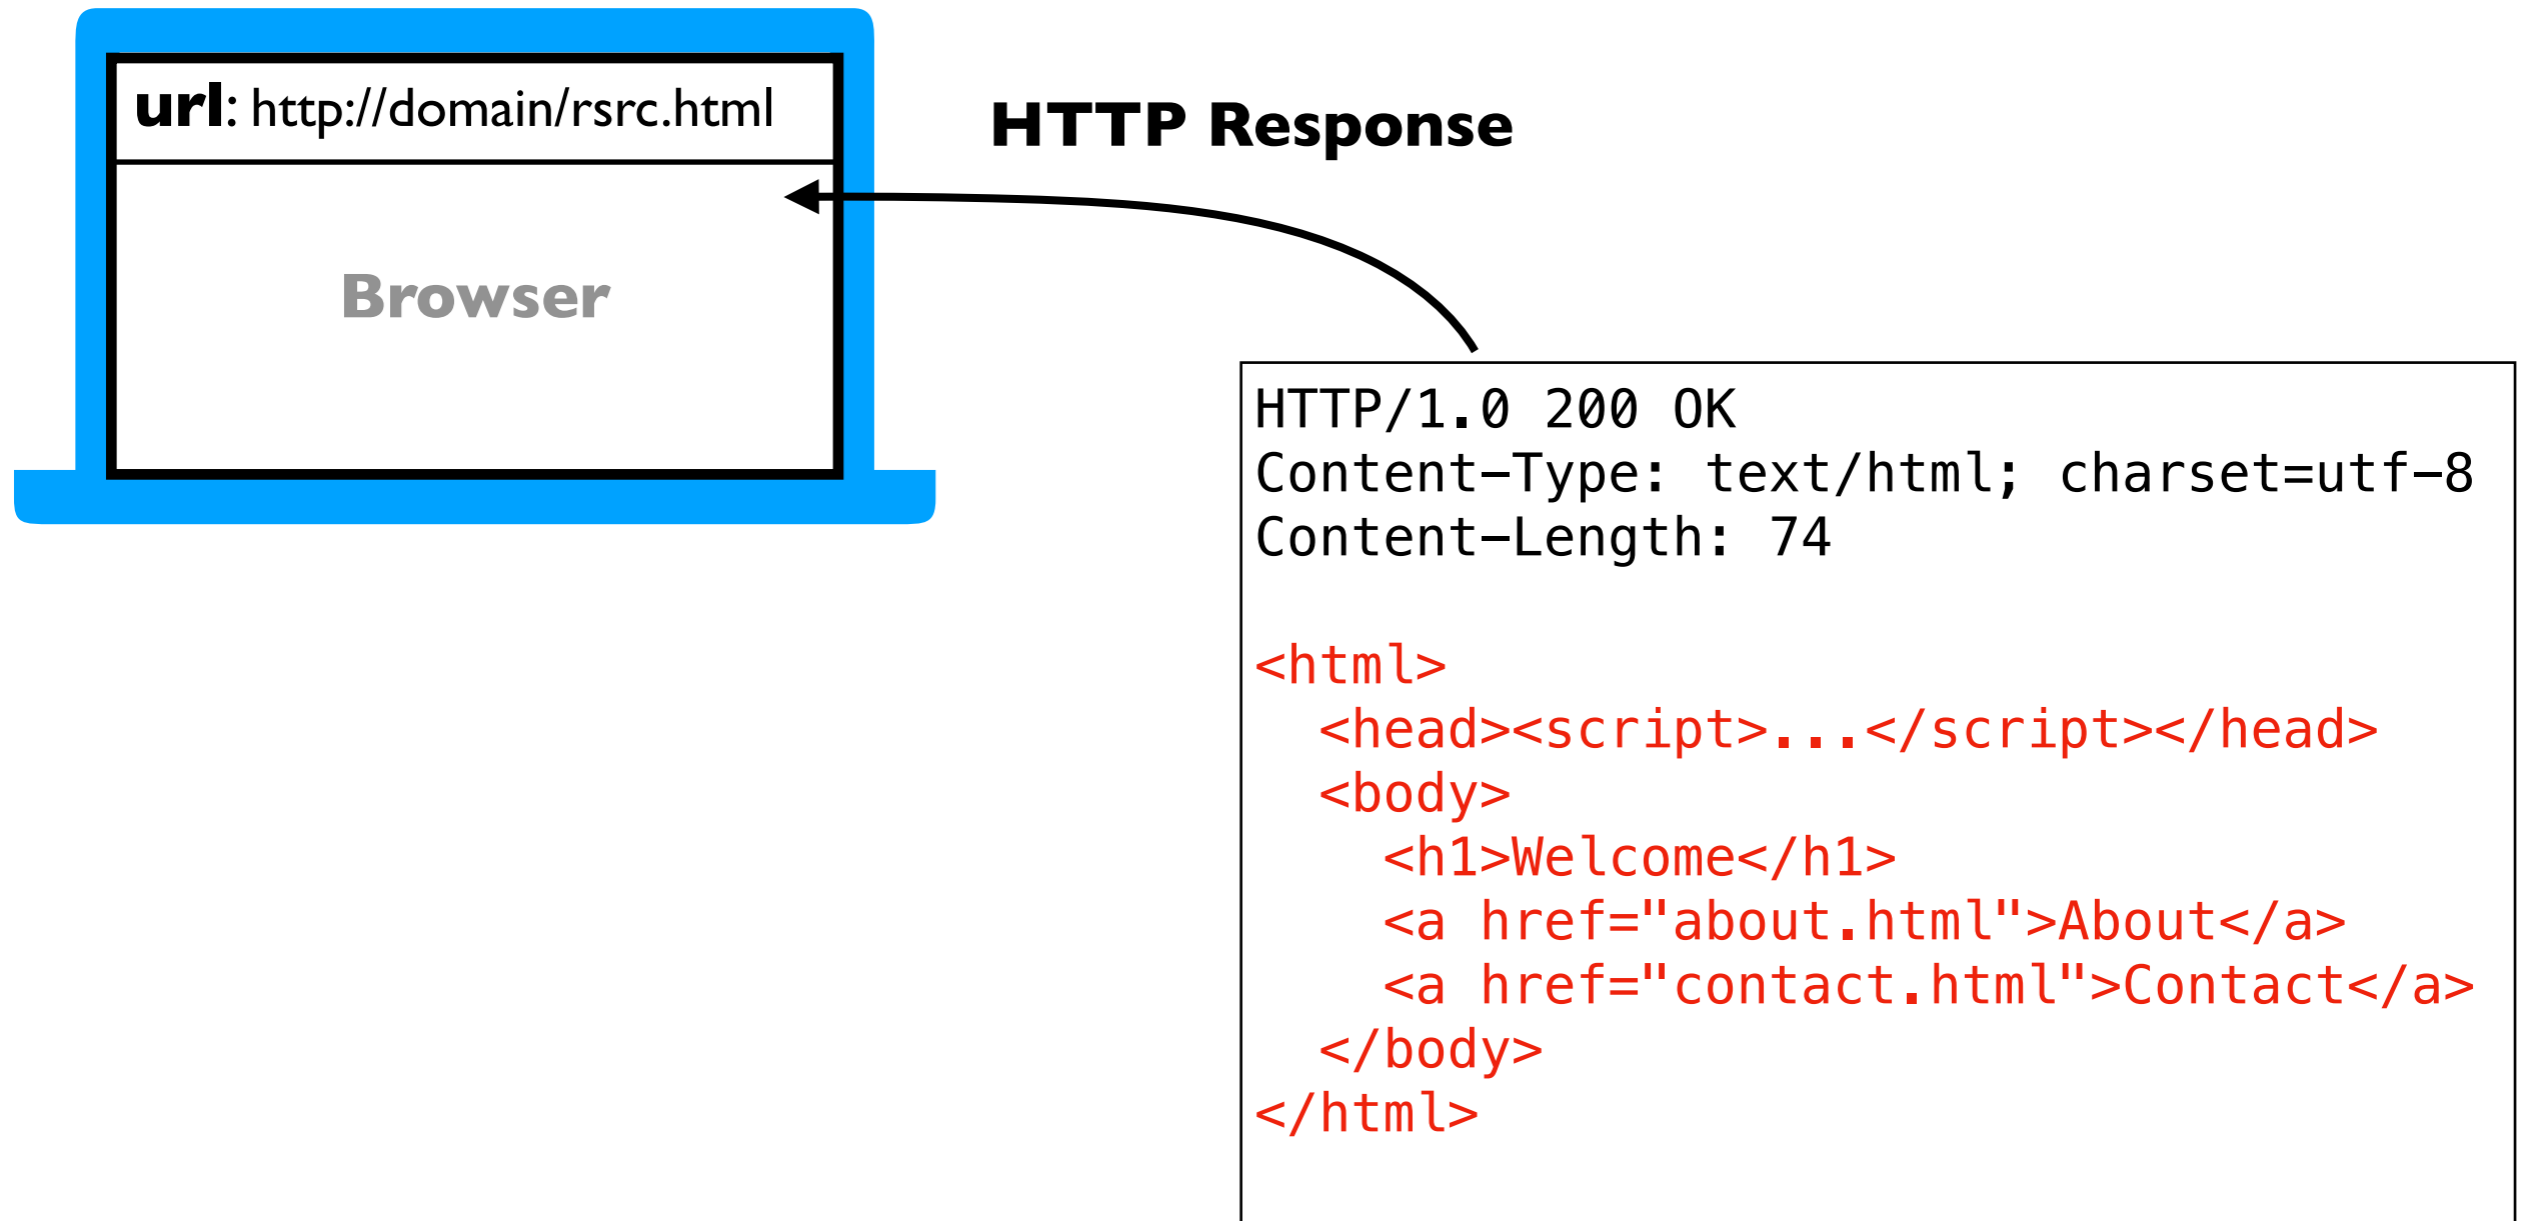 url: http://domain/rsrc.html
Browser
HTTP Response
HTTP/1.0 200 OK
Content-Type: text/html; charset=utf-8
Content-Length: 74

<html>
  <head><script>...</script></head>
  <body>
    <h1>Welcome</h1>
    <a href="about.html">About</a>
    <a href="contact.html">Contact</a>
  </body>
</html>